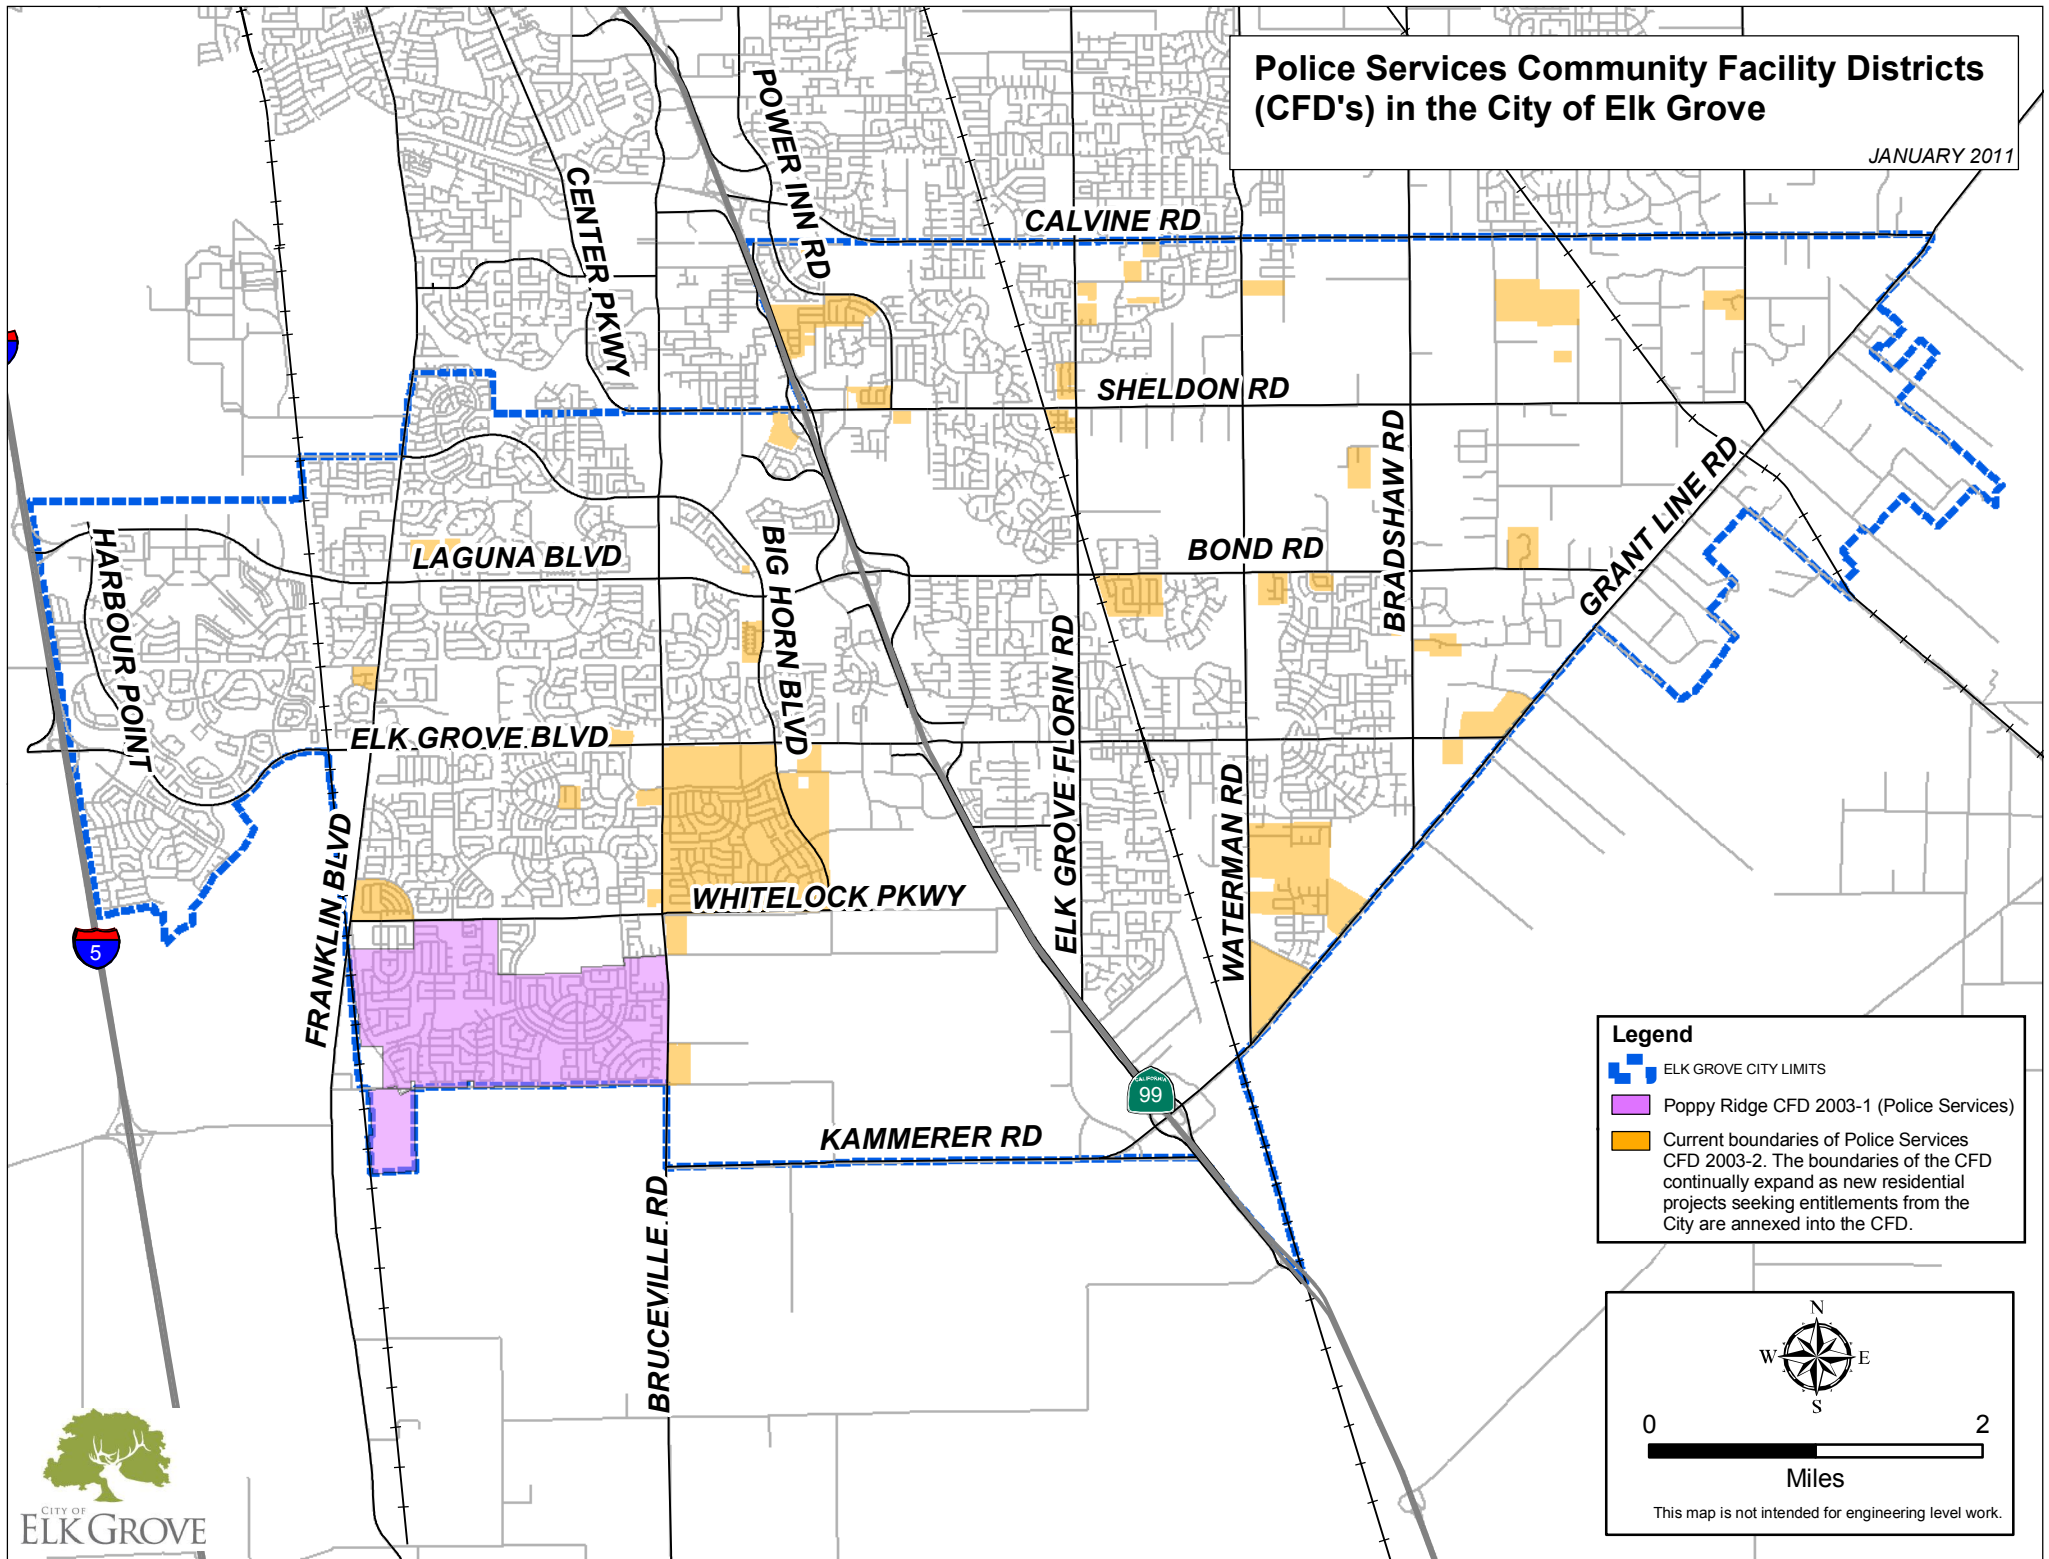 Police Services Community Facility Districts
(CFD's) in the City of Elk Grove
JANUARY 2011
POWER INN RD
CENTER PKWY
CALVINE RD
SHELDON RD
BRADSHAW RD
GRANT LINE RD
HARBOUR POINT
LAGUNA BLVD
BIG HORN BLVD
BOND RD
ELK GROVE FLORIN RD
ELK GROVE BLVD
WATERMAN RD
FRANKLIN BLVD
WHITELOCK PKWY
5
CALIFORNIA
99
KAMMERER RD
BRUCEVILLE RD
Legend
ELK GROVE CITY LIMITS
Poppy Ridge CFD 2003-1 (Police Services)
Current boundaries of Police Services
CFD 2003-2. The boundaries of the CFD
continually expand as new residential
projects seeking entitlements from the
City are annexed into the CFD.
N
W E
S
0 2
Miles
This map is not intended for engineering level work.
CITY OF
ELK GROVE